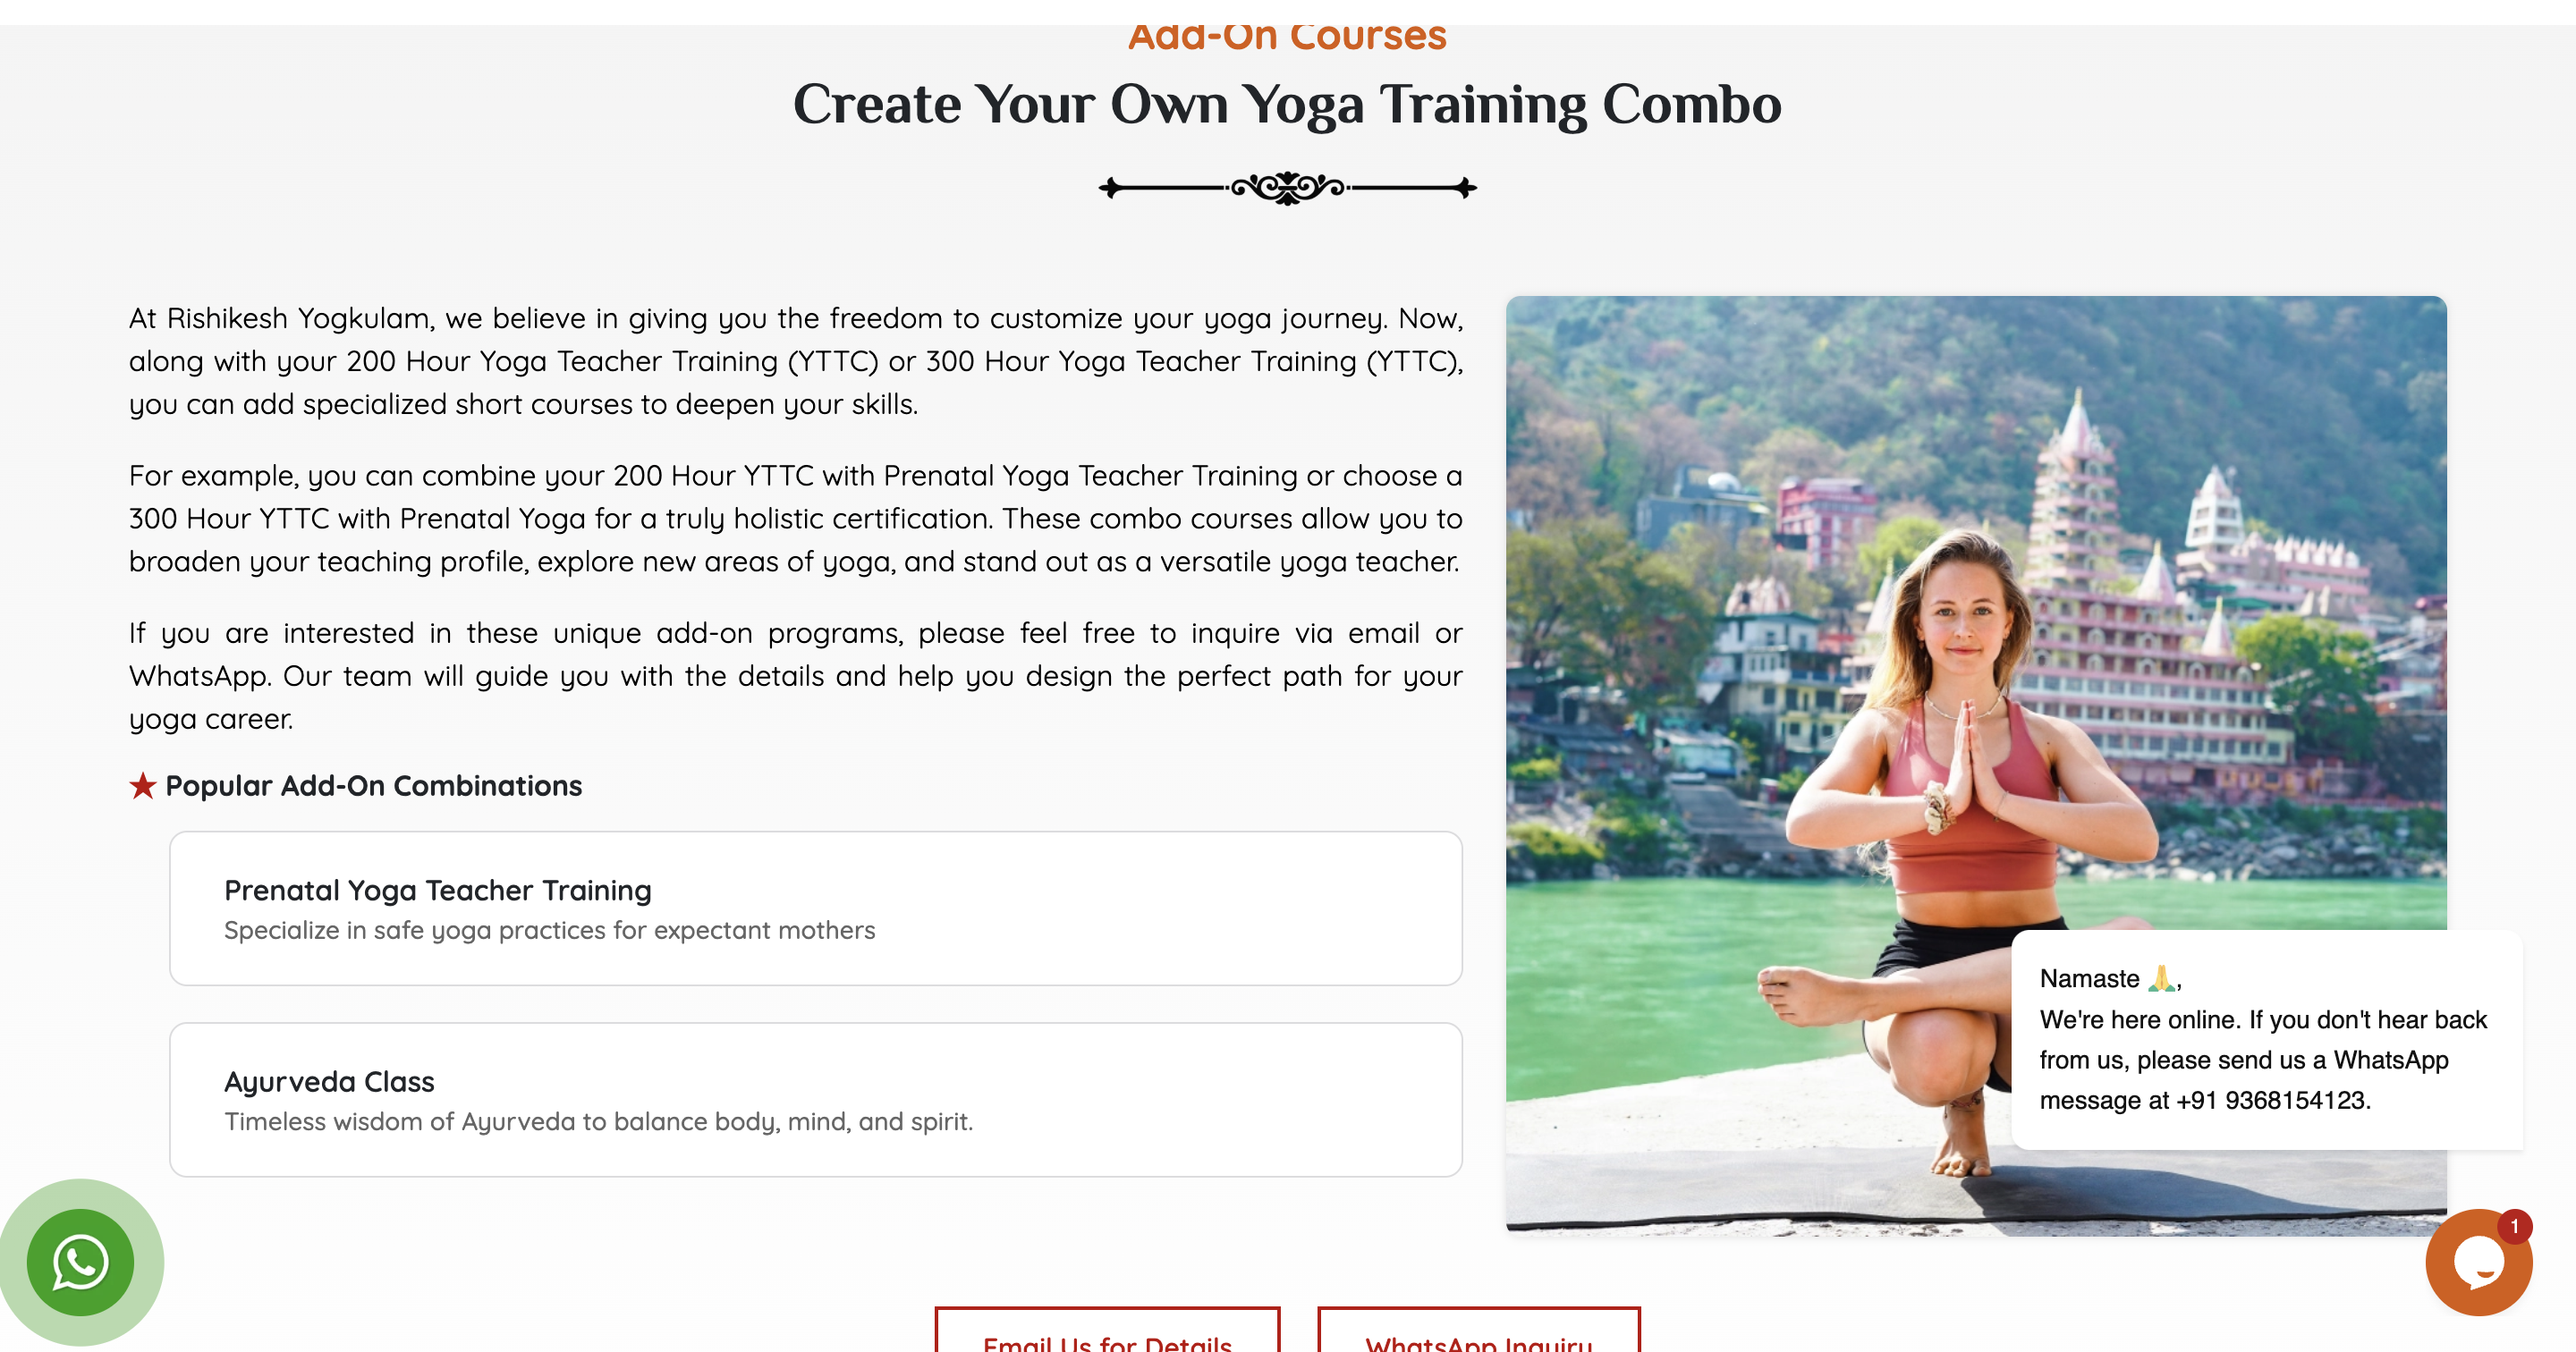 Add-On Courses
Create Your Own Yoga Training Combo
At Rishikesh Yogkulam, we believe in giving you the freedom to customize your yoga journey. Now,
along with your 200 Hour Yoga Teacher Training (YTTC) or 300 Hour Yoga Teacher Training (YTTC),
you can add specialized short courses to deepen your skills.
For example, you can combine your 200 Hour YTTC with Prenatal Yoga Teacher Training or choose a
300 Hour YTTC with Prenatal Yoga for a truly holistic certification. These combo courses allow you to
broaden your teaching profile, explore new areas of yoga, and stand out as a versatile yoga teacher.
If you are interested in these unique add-on programs, please feel free to inquire via email or
WhatsApp. Our team will guide you with the details and help you design the perfect path for your
yoga career.
★ Popular Add-On Combinations
Prenatal Yoga Teacher Training
Specialize in safe yoga practices for expectant mothers
Ayurveda Class
Timeless wisdom of Ayurveda to balance body, mind, and spirit.
Namaste 🙏,
We're here online. If you don't hear back
from us, please send us a WhatsApp
message at +91 9368154123.
1
Email Us for Details
WhatsApp Inquiry